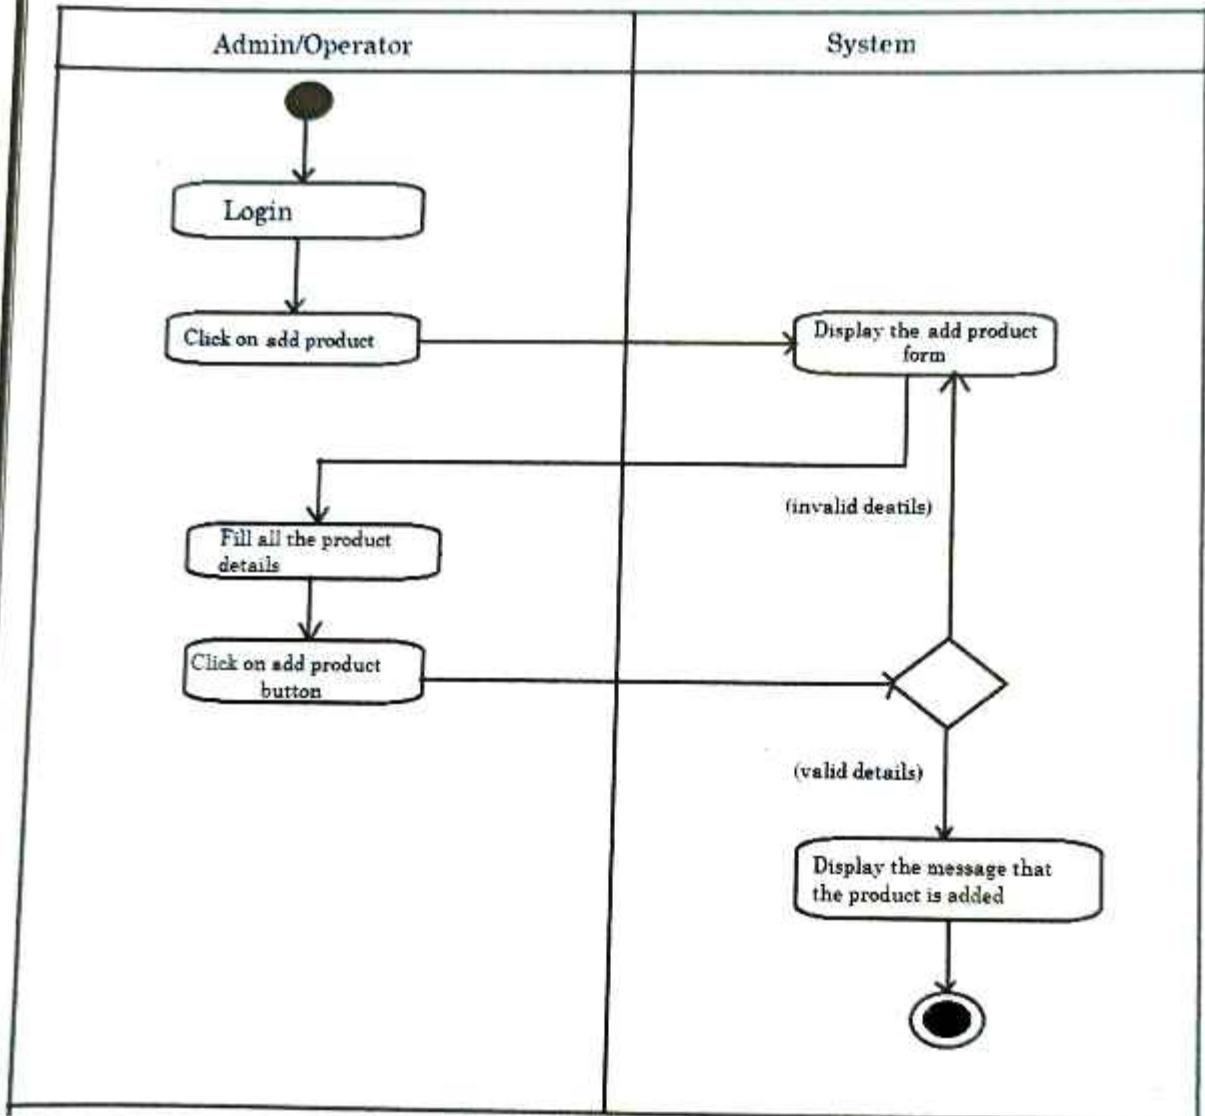 Admin/Operator
System
Login
Click on add product
Display the add product
form
(invalid deatils)
Fill all the product
details
Click on add product
button
(valid details)
Display the message that
the product is added